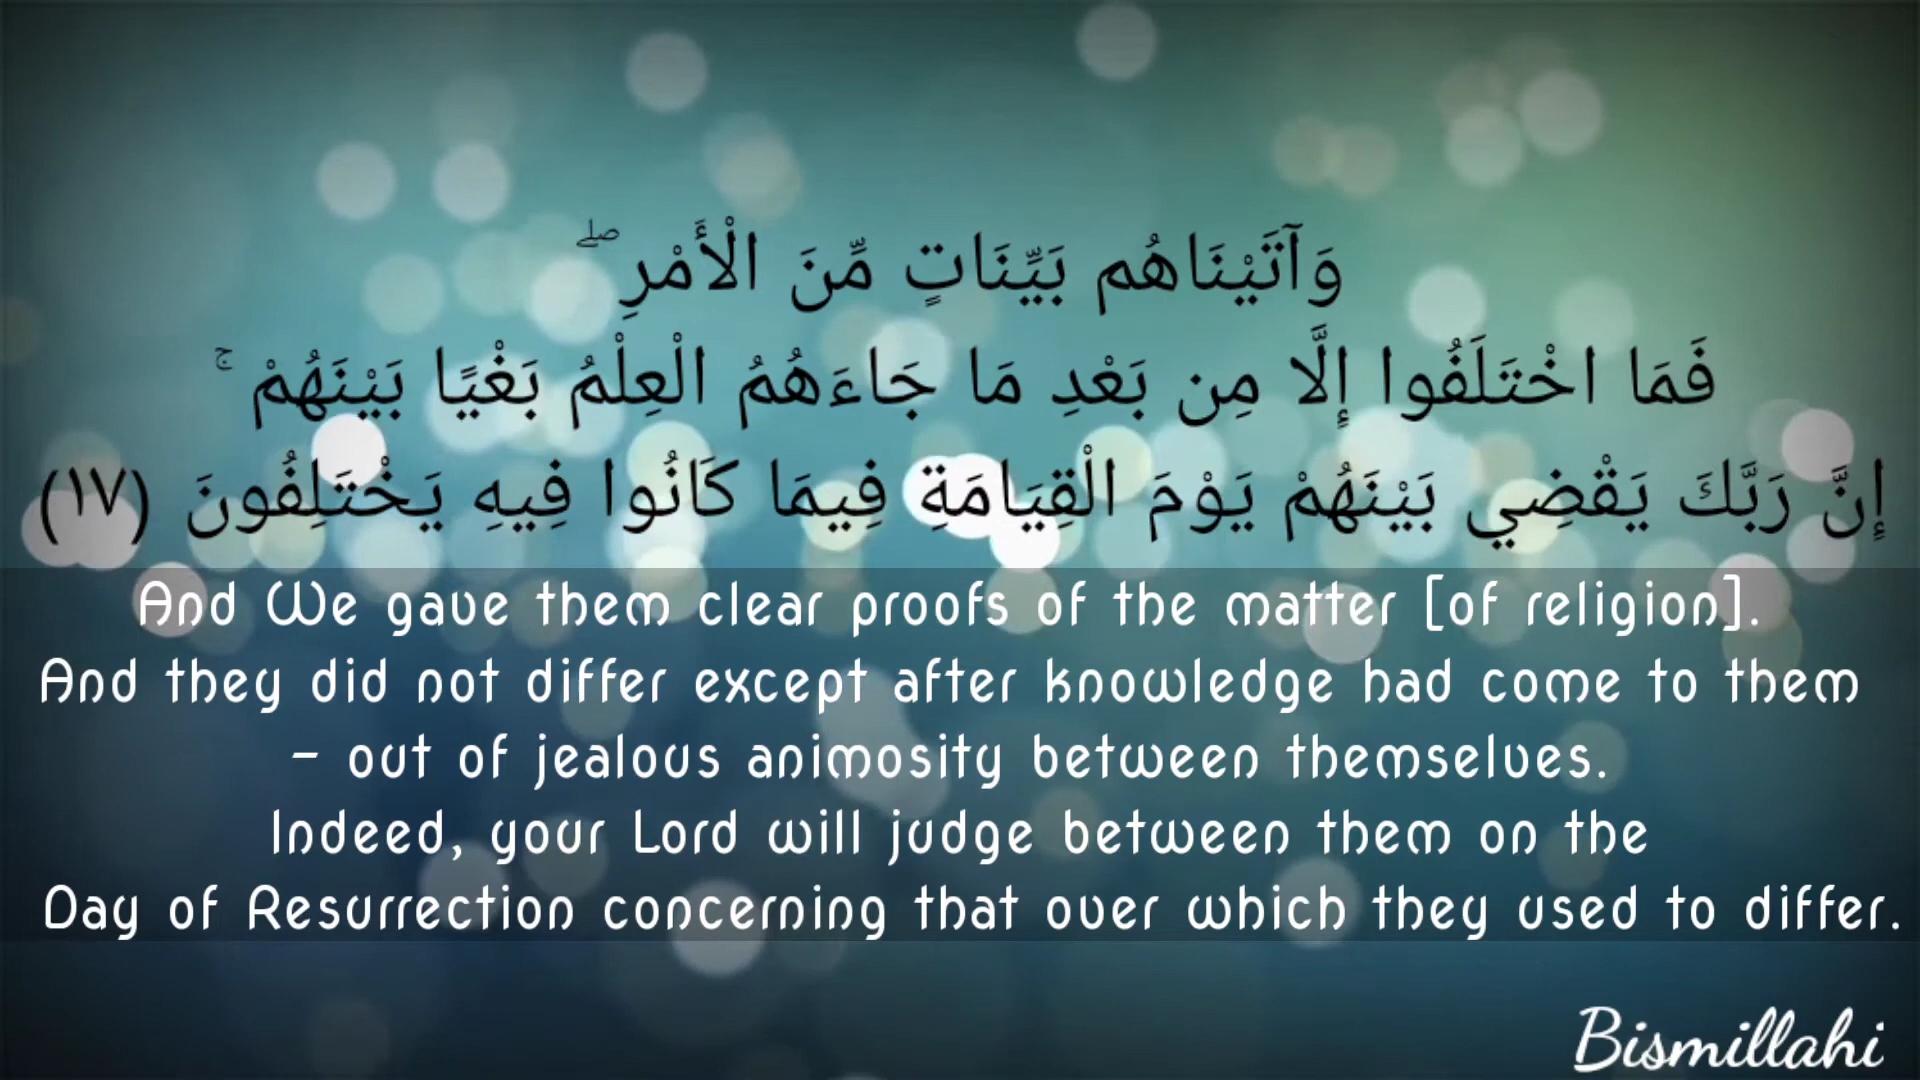 وَآتَيْنَاهُم بَيِّنَاتٍ مِّنَ الْأَمْرِ ۖ
فَمَا اخْتَلَفُوا إِلَّا مِن بَعْدِ مَا جَاءَهُمُ الْعِلْمُ بَغْيًا بَيْنَهُمْ ۚ
إِنَّ رَبَّكَ يَقْضِي بَيْنَهُمْ يَوْمَ الْقِيَامَةِ فِيمَا كَانُوا فِيهِ يَخْتَلِفُونَ (١٧)
And We gave them clear proofs of the matter [of religion].
And they did not differ except after knowledge had come to them
- out of jealous animosity between themselves.
Indeed, your Lord will judge between them on the
Day of Resurrection concerning that over which they used to differ.
Bismillahi